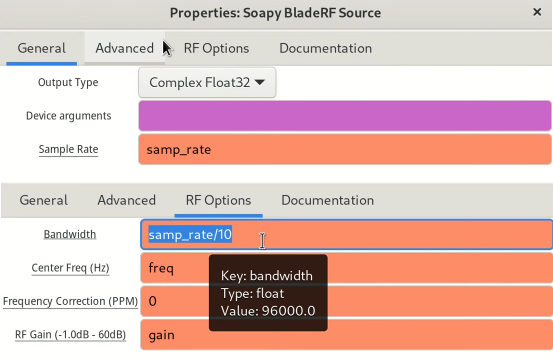 Properties: Soapy BladeRF Source
×
General Advanced RF Options Documentation
Output Type Complex Float32
Device arguments
Sample Rate samp_rate
General Advanced RF Options Documentation
Bandwidth samp_rate/10
Center Freq (Hz) freq
Key: bandwidth
Type: float
Value: 96000.0
Frequency Correction (PPM) 0
RF Gain (-1.0dB - 60dB) gain